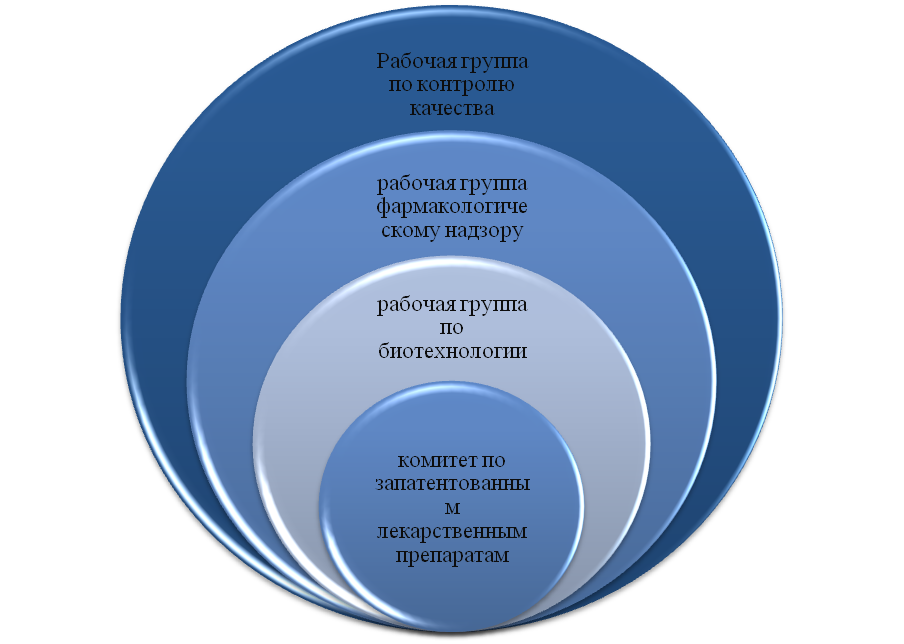 Рабочая группа
по контролю
качества
рабочая группа
фармакологиче
скому надзору
рабочая группа
по
биотехнологии
комитет по
запатентованны
м
лекарственным
препаратам